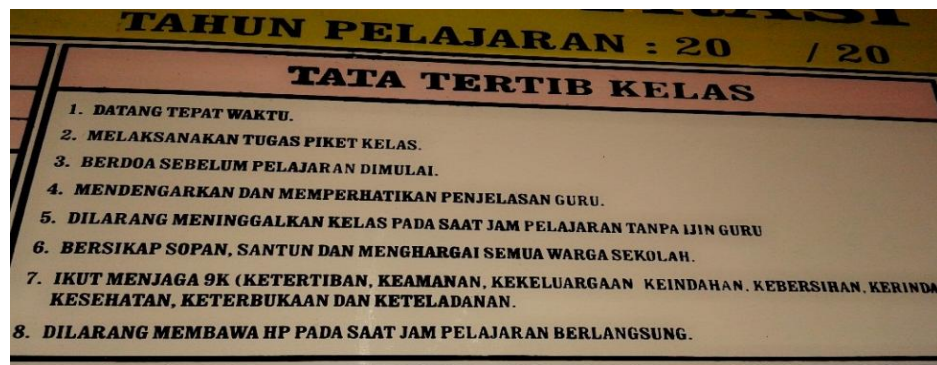 TAHUN PELAJARAN : 20 / 20
TATA TERTIB KELAS
1. DATANG TEPAT WAKTU.
2. MELAKSANAKAN TUGAS PIKET KELAS.
3. BERDOA SEBELUM PELAJARAN DIMULAI.
4. MENDENGARKAN DAN MEMPERHATIKAN PENJELASAN GURU.
5. DILARANG MENINGGALKAN KELAS PADA SAAT JAM PELAJARAN TANPA IJIN GURU
6. BERSIKAP SOPAN, SANTUN DAN MENGHARGAI SEMUA WARGA SEKOLAH.
7. IKUT MENJAGA 9K (KETERTIBAN, KEAMANAN, KEKELUARGAAN KEINDAHAN, KEBERSIHAN,
KESEHATAN, KETERBUKAAN DAN KETELADANAN.
8. DILARANG MEMBAWA HP PADA SAAT JAM PELAJARAN BERLANGSUNG.